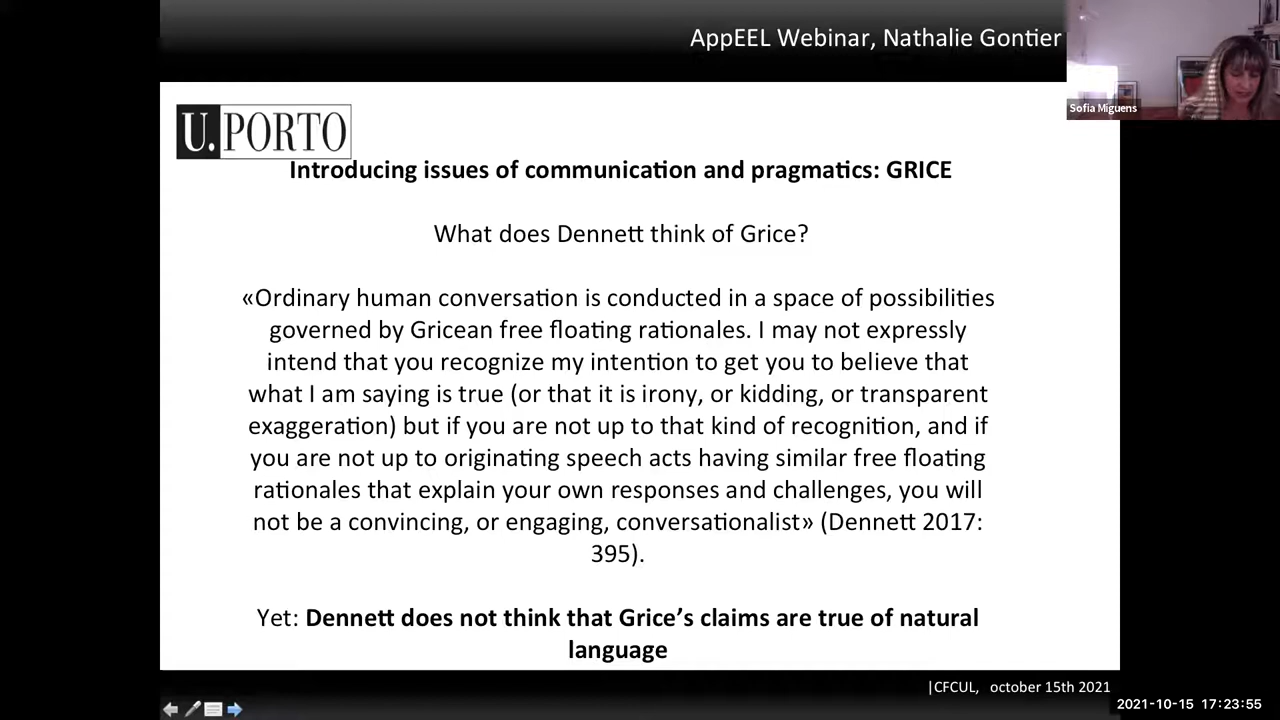 AppEEL Webinar, Nathalie Gontier
Sofia Miguens
U.PORTO
Introducing issues of communication and pragmatics: GRICE
What does Dennett think of Grice?
«Ordinary human conversation is conducted in a space of possibilities
governed by Gricean free floating rationales. I may not expressly
intend that you recognize my intention to get you to believe that
what I am saying is true (or that it is irony, or kidding, or transparent
exaggeration) but if you are not up to that kind of recognition, and if
you are not up to originating speech acts having similar free floating
rationales that explain your own responses and challenges, you will
not be a convincing, or engaging, conversationalist» (Dennett 2017:
395).
Yet: Dennett does not think that Grice’s claims are true of natural
language
|CFCUL, october 15th 2021
2021-10-15 17:23:55